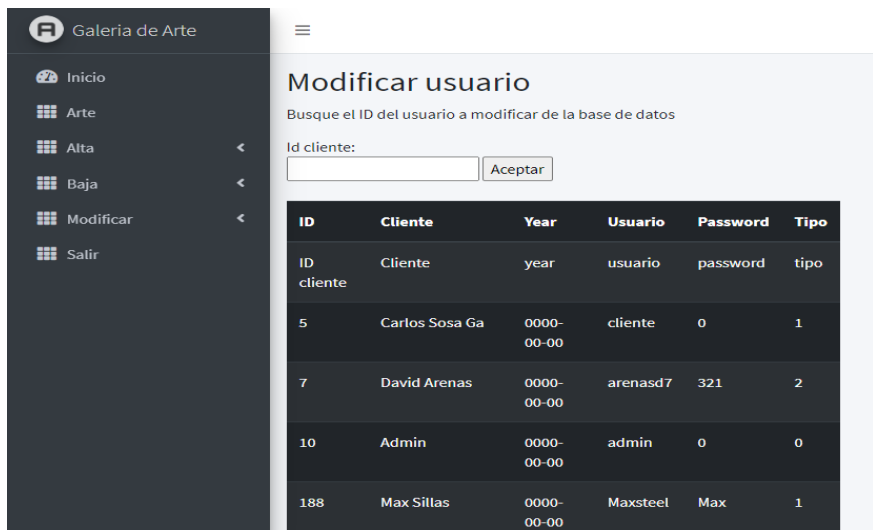 Galeria de Arte
Inicio
Arte
Alta
Baja
Modificar
Salir
Modificar usuario
Busque el ID del usuario a modificar de la base de datos
Id cliente:
Aceptar
ID Cliente Year Usuario Password Tipo
ID cliente Cliente year usuario password tipo
5 Carlos Sosa Ga 0000-00-00 cliente 0 1
7 David Arenas 0000-00-00 arenasd7 321 2
10 Admin 0000-00-00 admin 0 0
188 Max Sillas 0000-00-00 Maxsteel Max 1